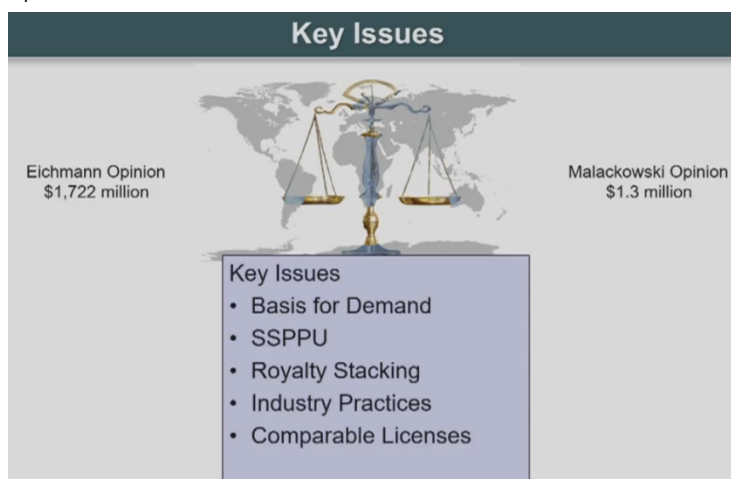 Key Issues
Eichmann Opinion
$1,722 million
Malackowski Opinion
$1.3 million
Key Issues
• Basis for Demand
• SSPPU
• Royalty Stacking
• Industry Practices
• Comparable Licenses